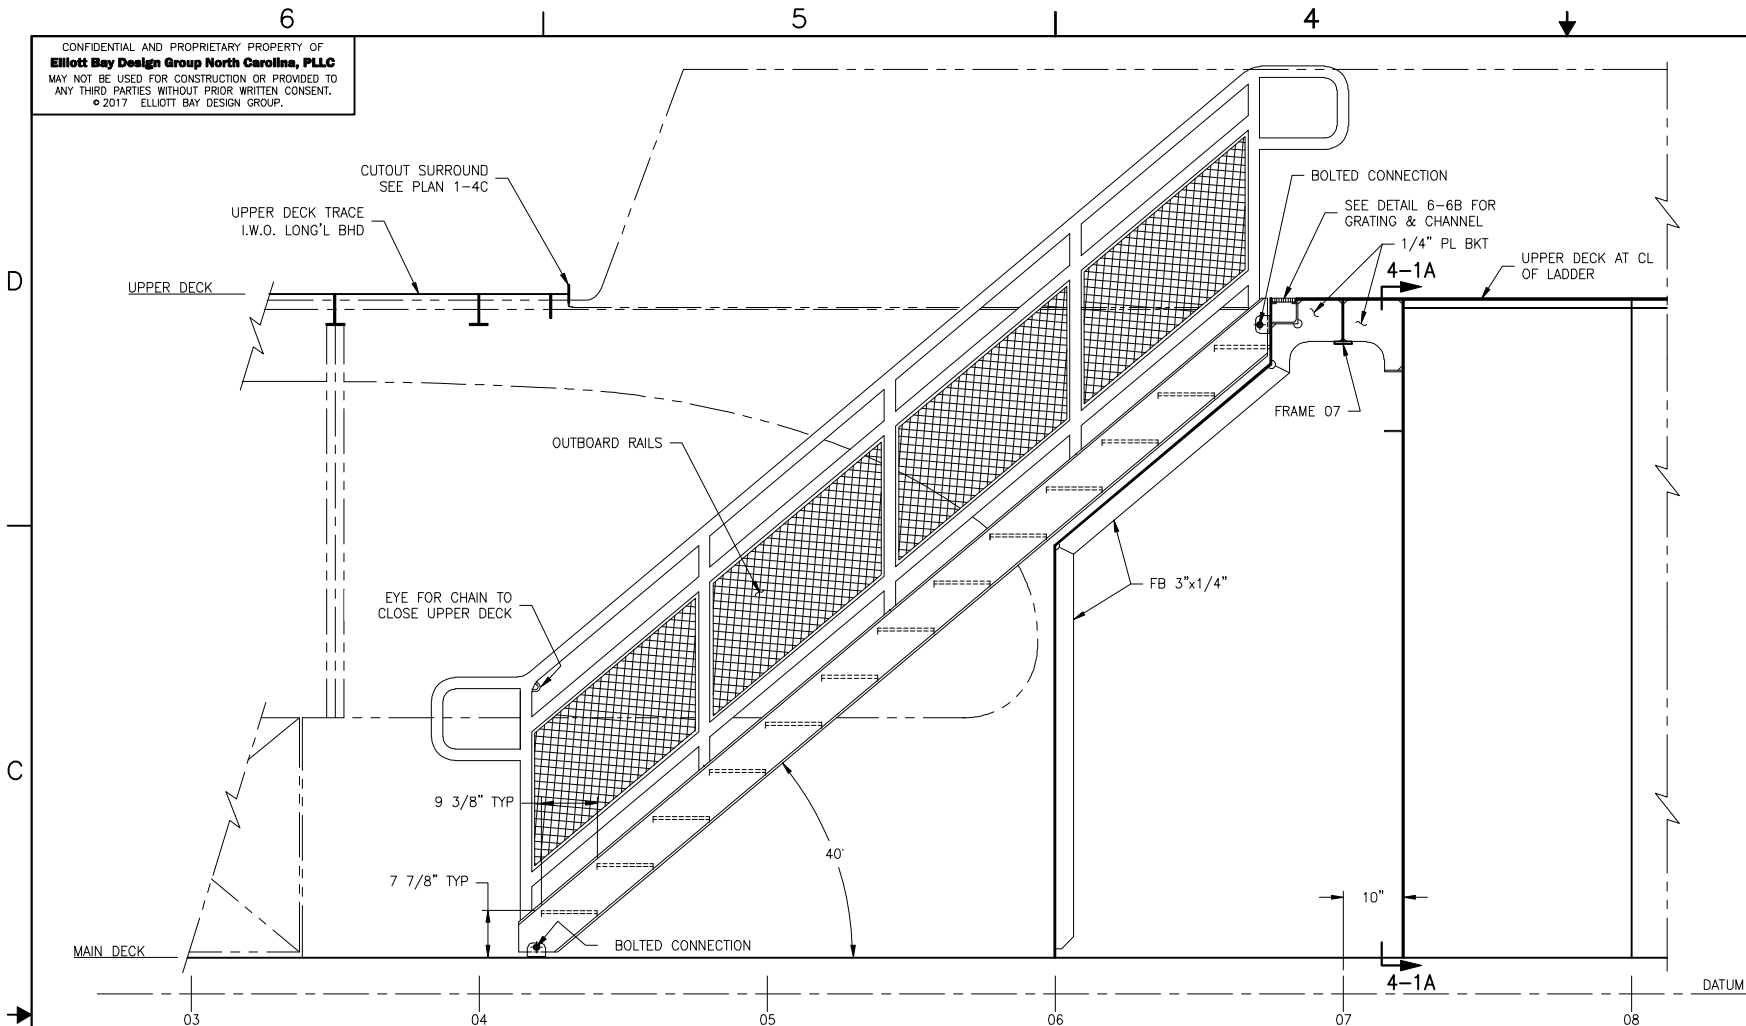 6
5
4
CONFIDENTIAL AND PROPRIETARY PROPERTY OF
Elliott Bay Design Group North Carolina, PLLC
MAY NOT BE USED FOR CONSTRUCTION OR PROVIDED TO
ANY THIRD PARTIES WITHOUT PRIOR WRITTEN CONSENT.
© 2017 ELLIOTT BAY DESIGN GROUP.
CUTOUT SURROUND
SEE PLAN 1-4C
UPPER DECK TRACE
I.W.O. LONG'L BHD
BOLTED CONNECTION
SEE DETAIL 6-6B FOR
GRATING & CHANNEL
1/4" PL BKT
4-1A
UPPER DECK AT CL
OF LADDER
D
UPPER DECK
FRAME 07
OUTBOARD RAILS
FB 3"x1/4"
EYE FOR CHAIN TO
CLOSE UPPER DECK
C
9 3/8" TYP
40°
7 7/8" TYP
10"
MAIN DECK
BOLTED CONNECTION
4-1A
DATUM
03
04
05
06
07
08